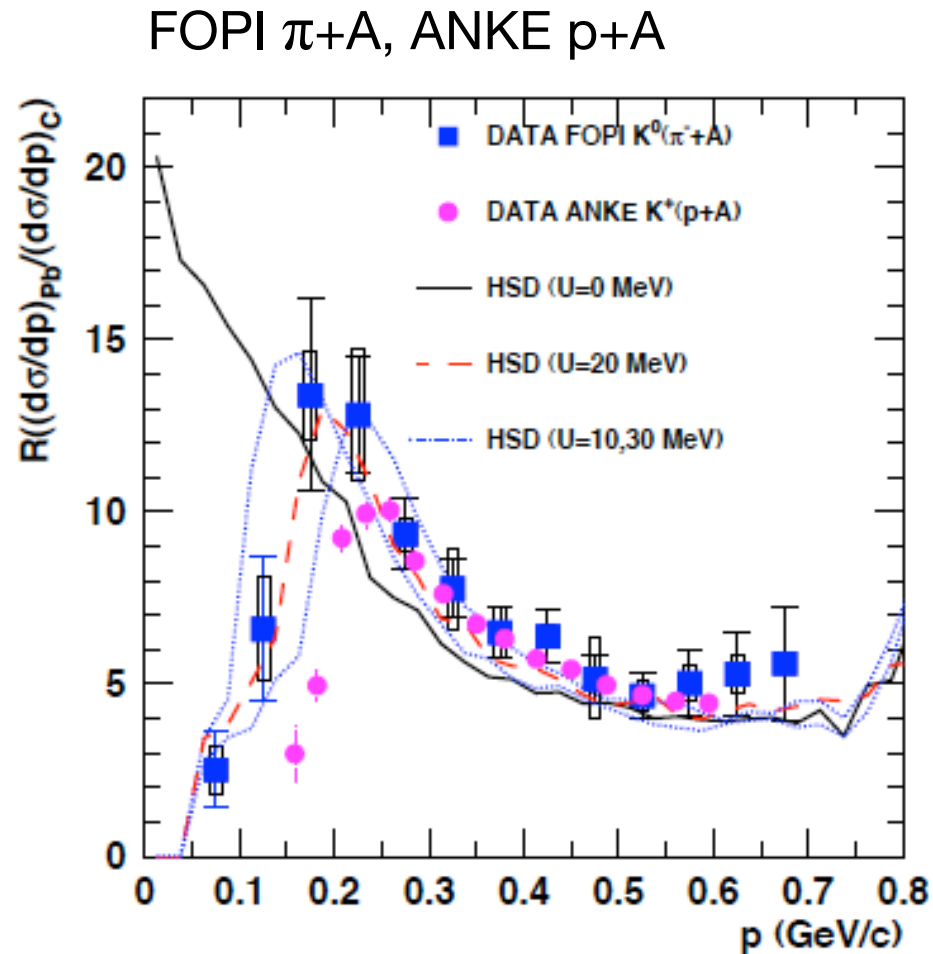 FOPI π+A, ANKE p+A
R((dσ/dp)Pb/(dσ/dp)C)
20
15
10
5
0
DATA FOPI K⁰(π⁻+A)
DATA ANKE K⁺(p+A)
HSD (U=0 MeV)
HSD (U=20 MeV)
HSD (U=10,30 MeV)
0 0.1 0.2 0.3 0.4 0.5 0.6 0.7 0.8
p (GeV/c)